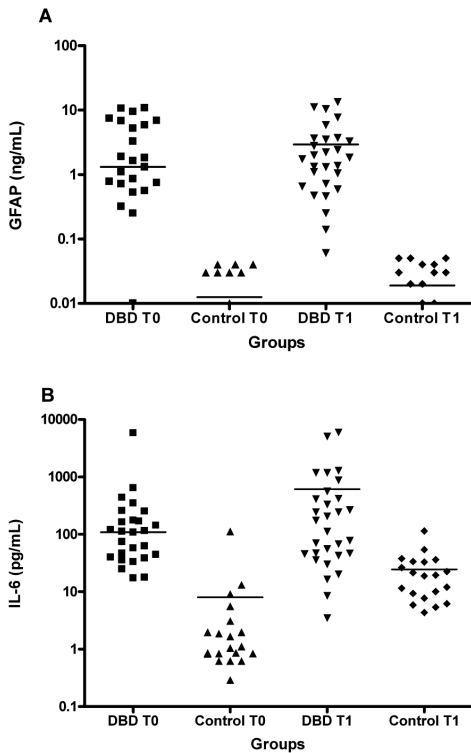 A
GFAP (ng/mL)
100
10
1
0.1
0.01
DBD T0 Control T0 DBD T1 Control T1
Groups
B
IL-6 (pg/mL)
10000
1000
100
10
1
0.1
DBD T0 Control T0 DBD T1 Control T1
Groups